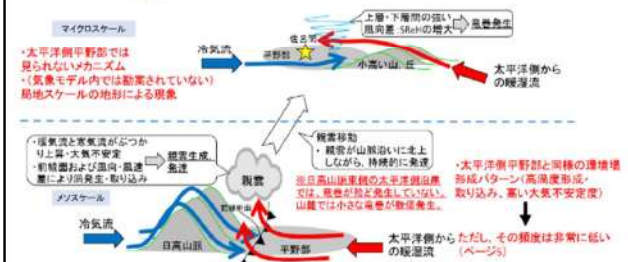 マイクロスケール
・太平洋側平野部では
見られないメカニズム
・(気象モデル内では勘案されていない)
局地スケールの地形による現象
冷気流
平野部
佐呂間
小高い山、丘
上層・下層間の強い
風向差:SReHの増大
竜巻発生
太平洋側から
の暖湿流
・暖気流と寒気流がぶつか
り上昇・大気不安定
・前線面および風向・風速
差により渦発生・取り込み
親雲生成、
発達
親雲
親雲移動
・親雲が山脈沿いに北上
しながら、持続的に発達
※日高山脈東側の太平洋側沿岸
では、竜巻が殆ど発生していない。
山麓では小さな竜巻が数個発生。
・太平洋側平野部と同様の環境場
形成パターン(高渦度形成・
取り込み、高い大気不安定度)
メソスケール
冷気流
日高山脈
平野部
太平洋側から
の暖湿流
ただし、その頻度は非常に低い
(ページ5)